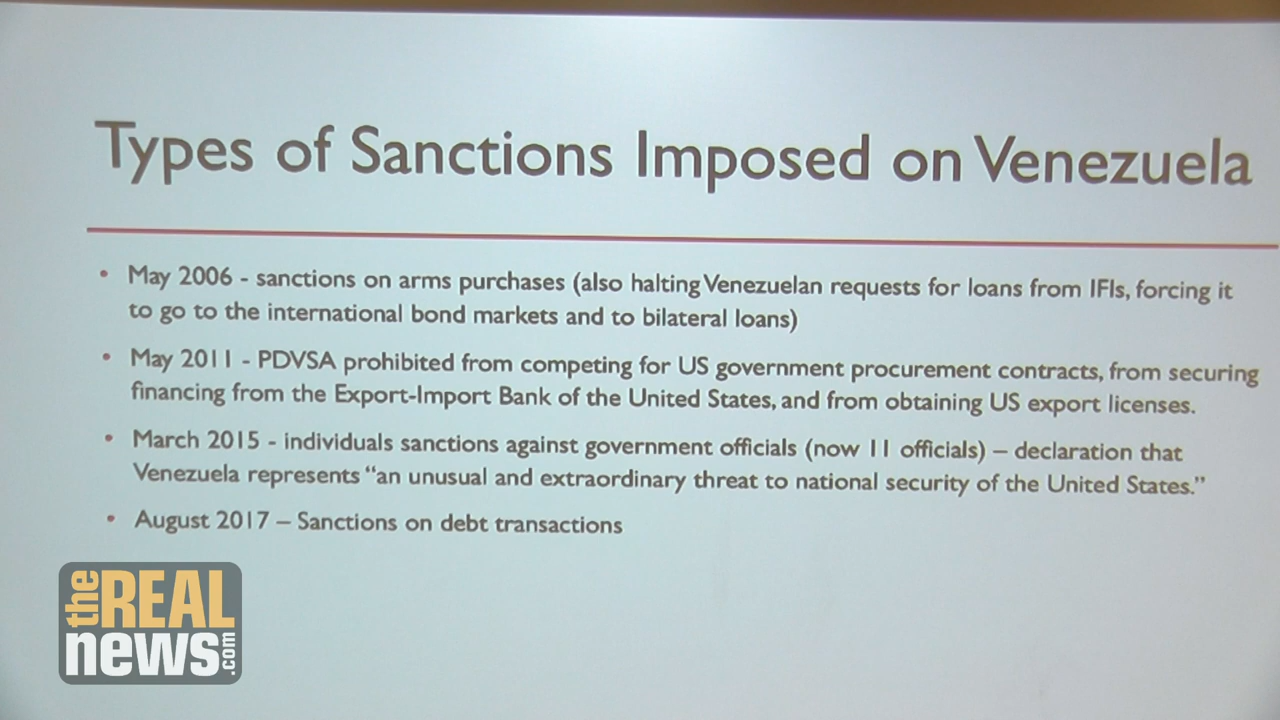 Types of Sanctions Imposed on Venezuela
• May 2006 - sanctions on arms purchases (also halting Venezuelan requests for loans from IFIs, forcing it
to go to the international bond markets and to bilateral loans)
• May 2011 - PDVSA prohibited from competing for US government procurement contracts, from securing
financing from the Export-Import Bank of the United States, and from obtaining US export licenses.
• March 2015 - individuals sanctions against government officials (now 11 officials) – declaration that
Venezuela represents “an unusual and extraordinary threat to national security of the United States.”
• August 2017 – Sanctions on debt transactions
the REAL
news.com